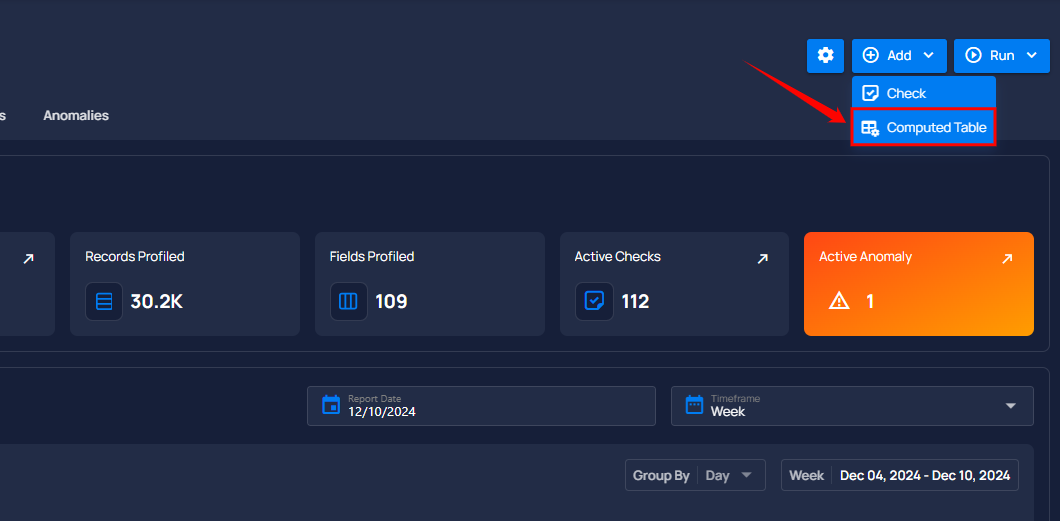 Add
Run
Check
Computed Table
s
Anomalies
Records Profiled
30.2K
Fields Profiled
109
Active Checks
112
Active Anomaly
1
Report Date
12/10/2024
Timeframe
Week
Group By Day
Week Dec 04, 2024 - Dec 10, 2024